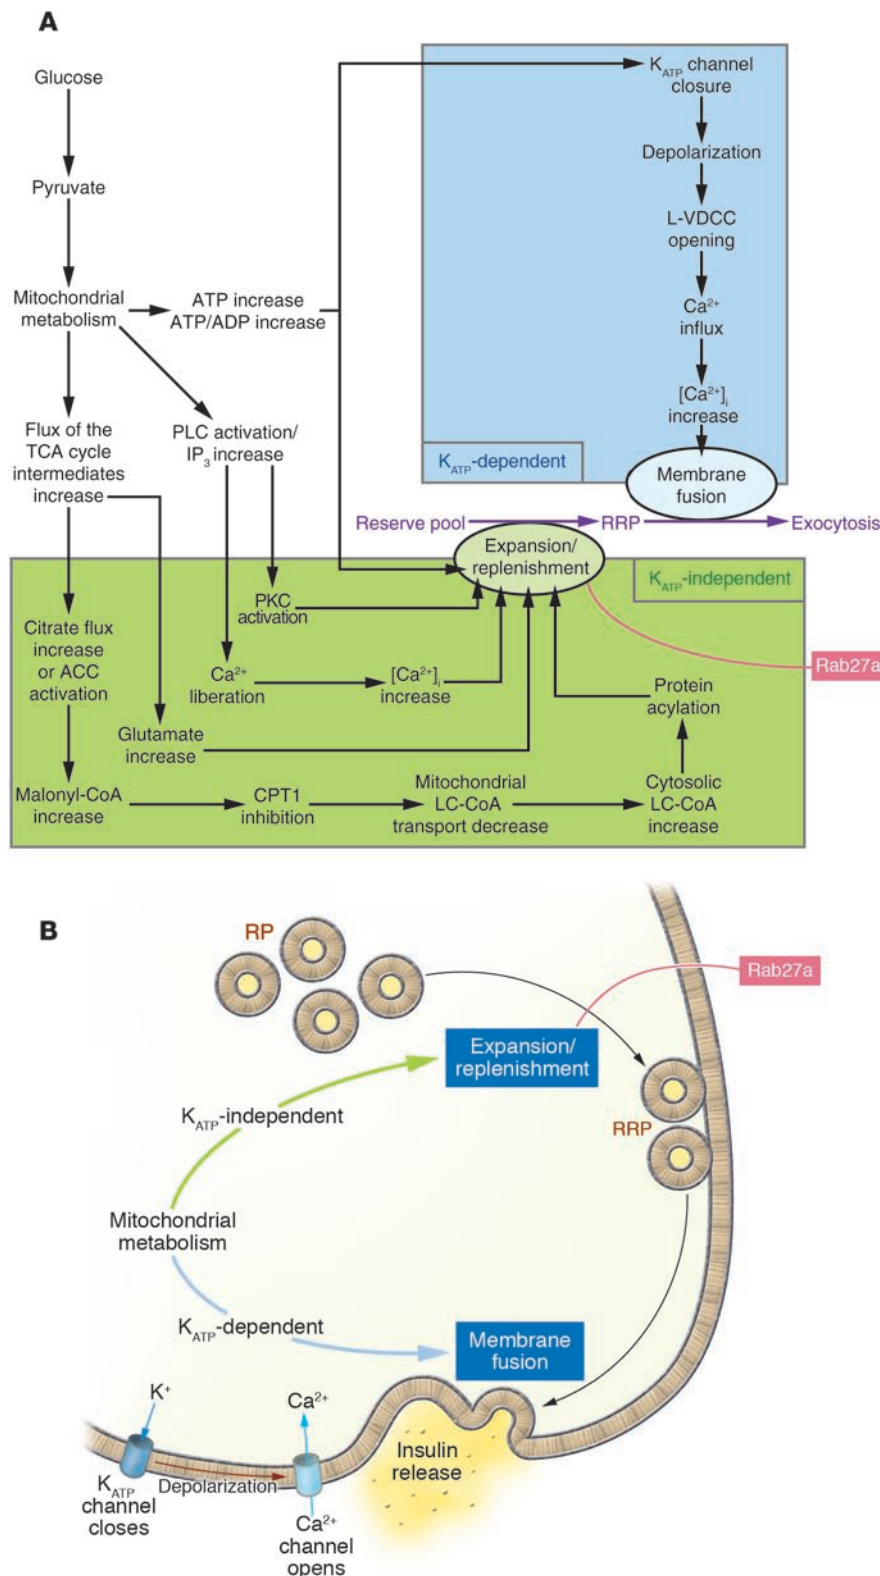 A
Glucose
Pyruvate
Mitochondrial
metabolism
ATP increase
ATP/ADP increase
Flux of the
TCA cycle
intermediates
increase
PLC activation/
IP3 increase
KATP channel
closure
Depolarization
L-VDCC
opening
Ca2+
influx
[Ca2+]i
increase
KATP-dependent
Membrane
fusion
Reserve pool
RRP
Exocytosis
Expansion/
replenishment
KATP-independent
PKC
activation
Citrate flux
increase
or ACC
activation
Ca2+
liberation
[Ca2+]i
increase
Rab27a
Protein
acylation
Glutamate
increase
Malonyl-CoA
increase
CPT1
inhibition
Mitochondrial
LC-CoA
transport decrease
Cytosolic
LC-CoA
increase
B
RP
Rab27a
Expansion/
replenishment
KATP-independent
RRP
Mitochondrial
metabolism
KATP-dependent
Membrane
fusion
K+
Ca2+
Insulin
release
Depolarization
KATP
channel
closes
Ca2+
channel
opens